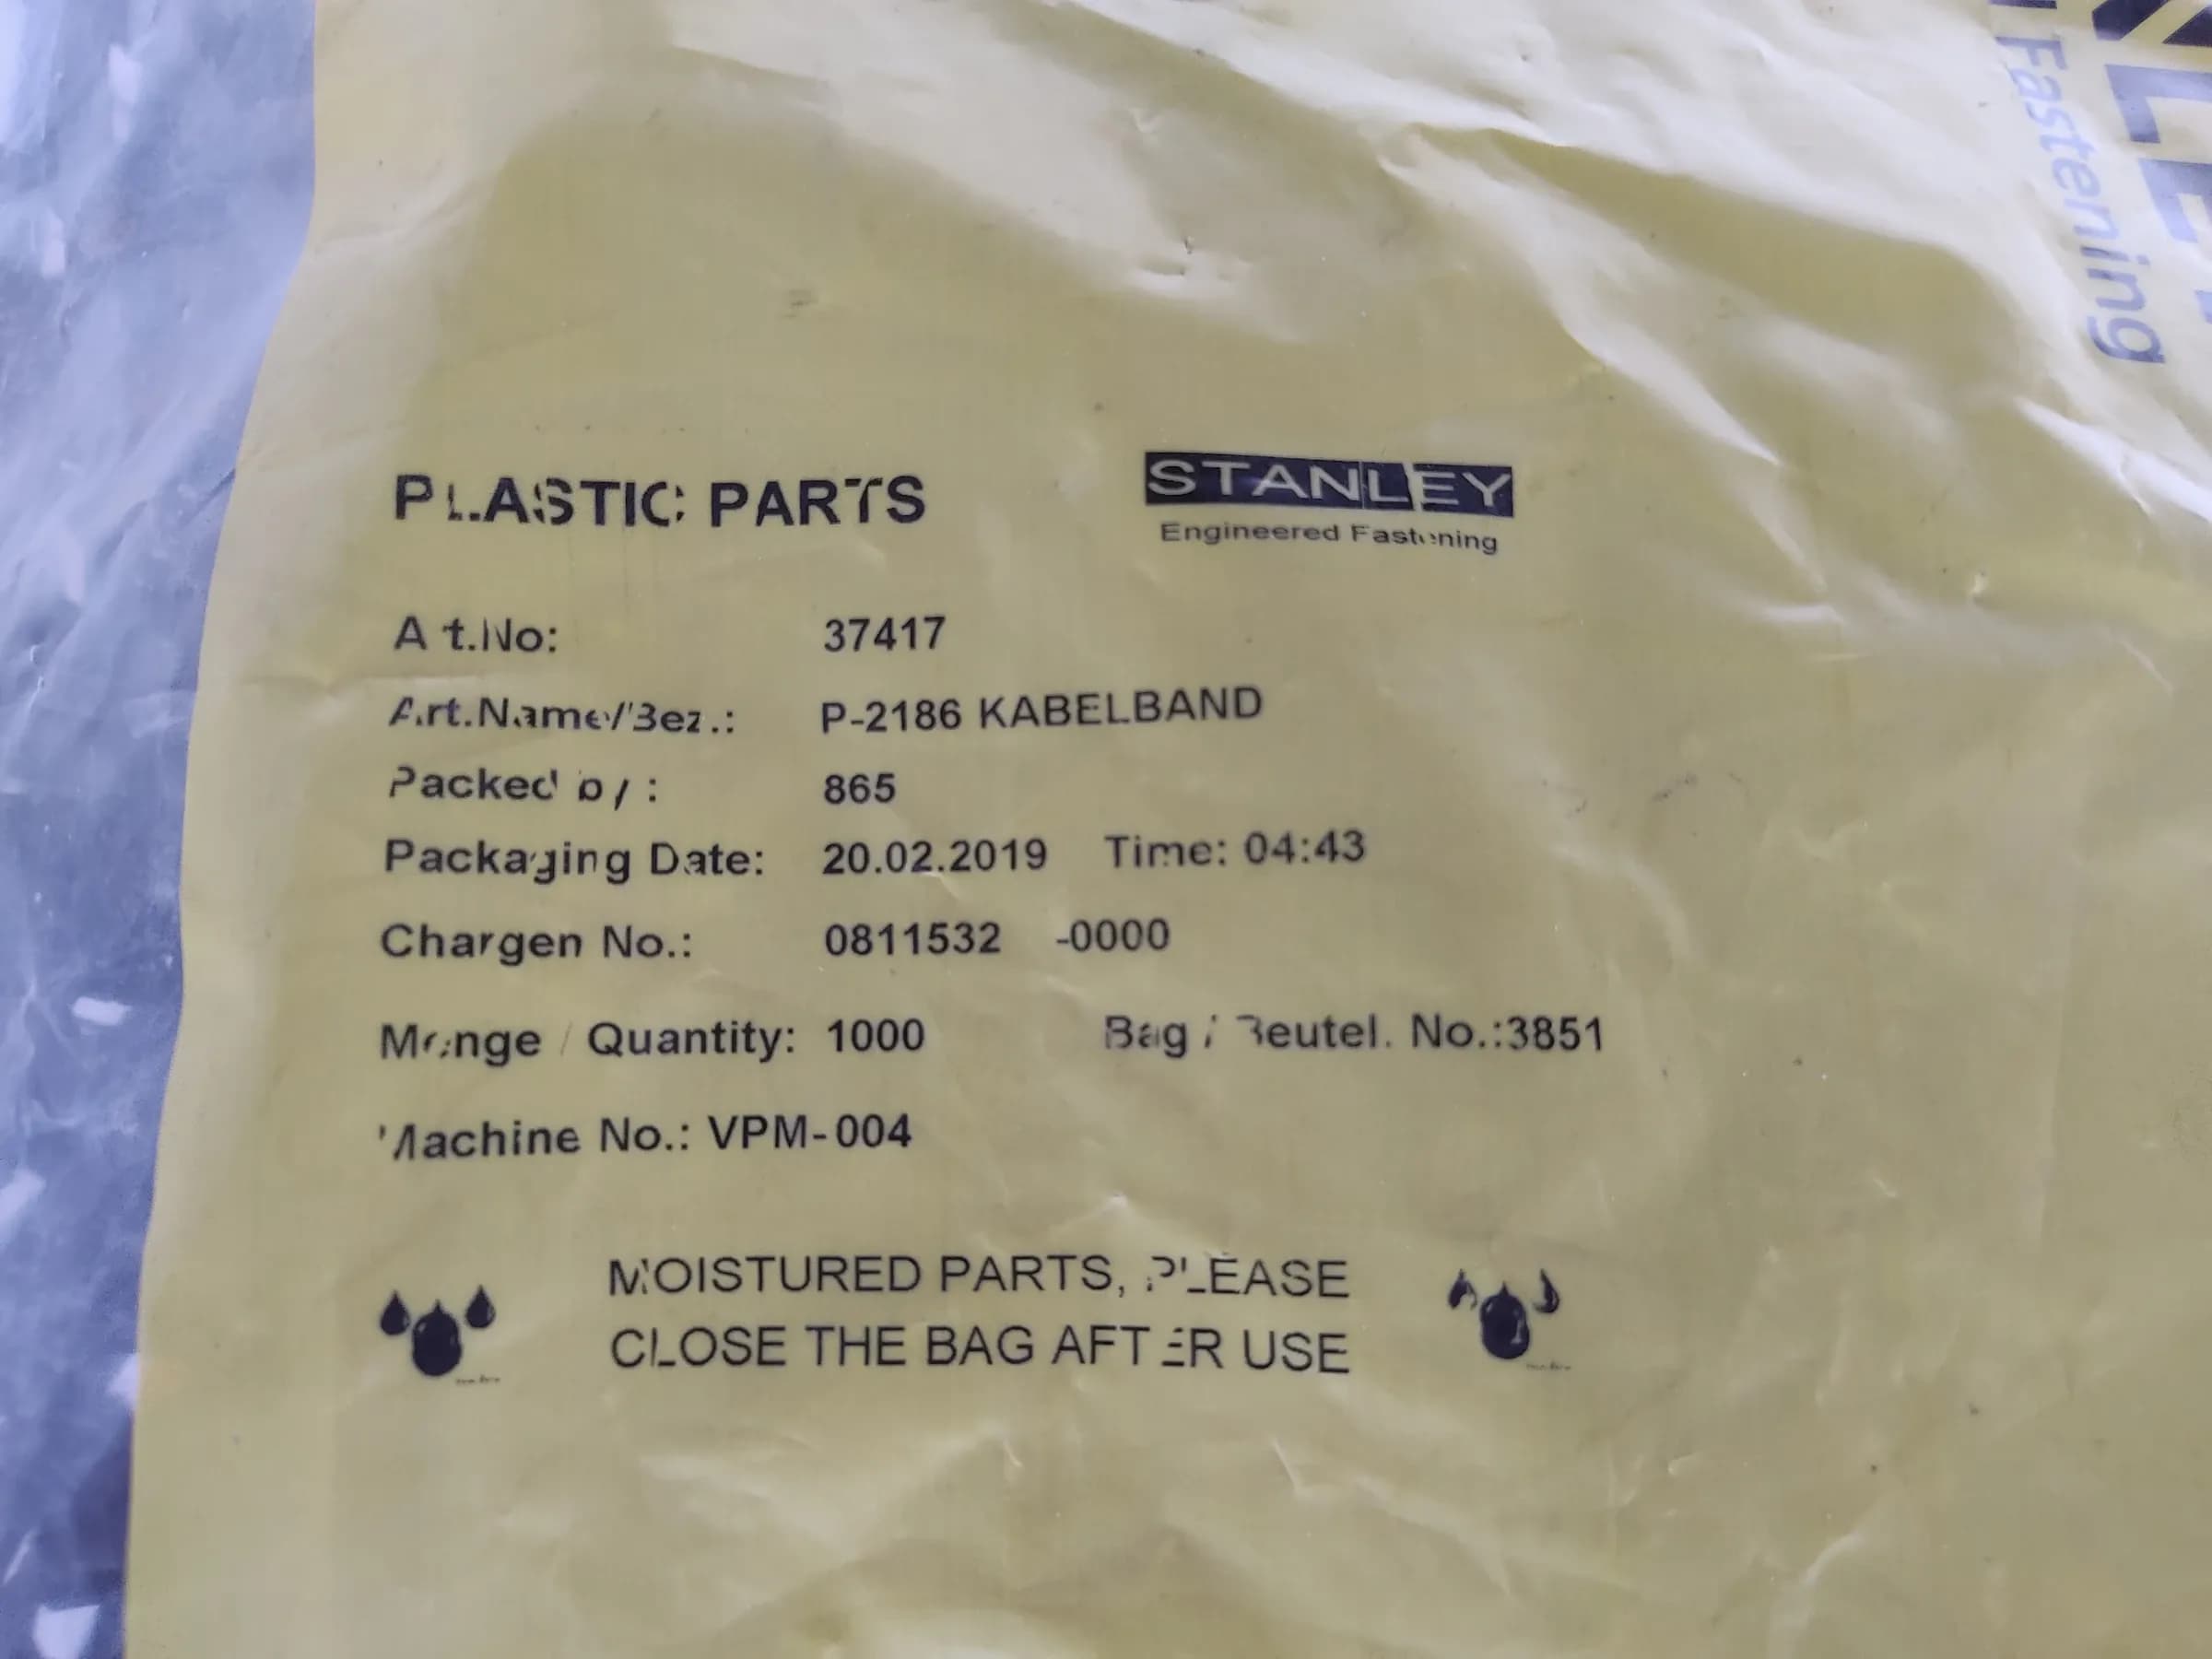 PLASTIC PARTS
STANLEY
Engineered Fastening
Art.No: 37417
Art.Name/Bez.: P-2186 KABELBAND
Packed by: 865
Packaging Date: 20.02.2019 Time: 04:43
Chargen No.: 0811532 -0000
Menge / Quantity: 1000 Bag / Beutel. No.:3851
Machine No.: VPM-004
MOISTURED PARTS, PLEASE
CLOSE THE BAG AFTER USE
Fastening